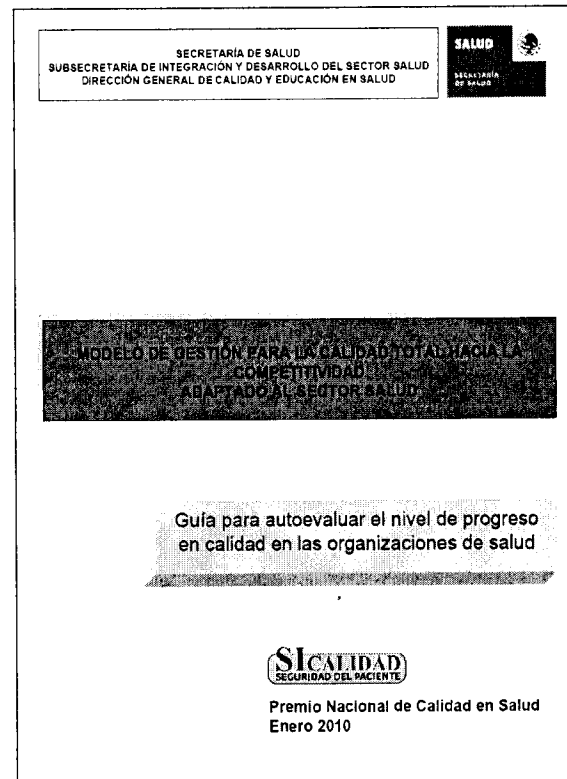 SECRETARÍA DE SALUD
SUBSECRETARÍA DE INTEGRACIÓN Y DESARROLLO DEL SECTOR SALUD
DIRECCIÓN GENERAL DE CALIDAD Y EDUCACIÓN EN SALUD
SALUD
SECRETARÍA
DE SALUD
MODELO DE GESTIÓN PARA LA CALIDAD TOTAL HACIA LA
COMPETITIVIDAD
ADAPTADO AL SECTOR SALUD
Guía para autoevaluar el nivel de progreso
en calidad en las organizaciones de salud
SICALIDAD
SEGURIDAD DEL PACIENTE
Premio Nacional de Calidad en Salud
Enero 2010